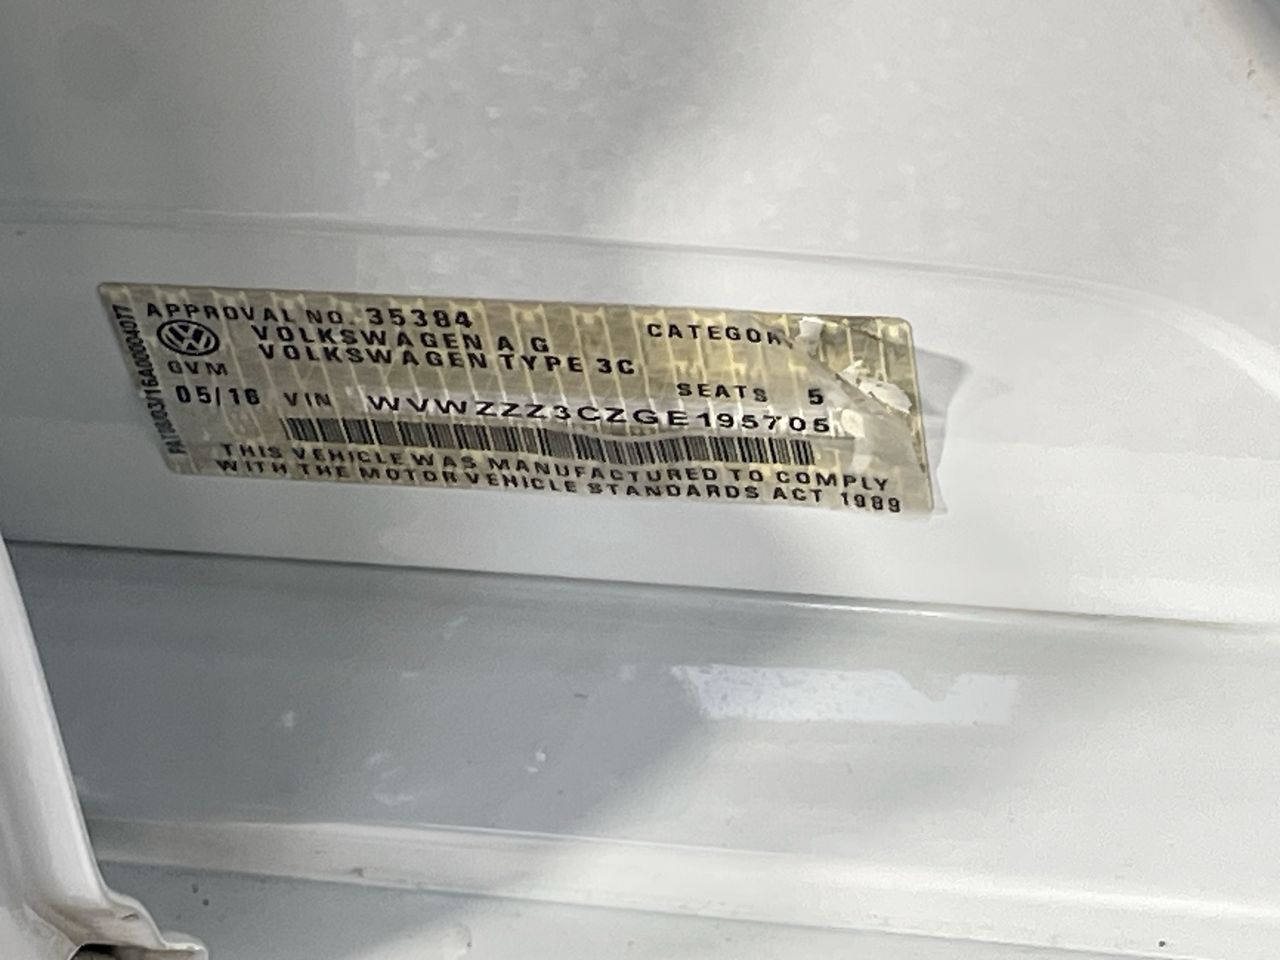 APPROVAL NO. 35384
VOLKSWAGEN A G
CATEGORY
VOLKSWAGEN TYPE 3C
GVM
SEATS 5
05/16 VIN WVWZZZ3CZGE195705
THIS VEHICLE WAS MANUFACTURED TO COMPLY
WITH THE MOTOR VEHICLE STANDARDS ACT 1989